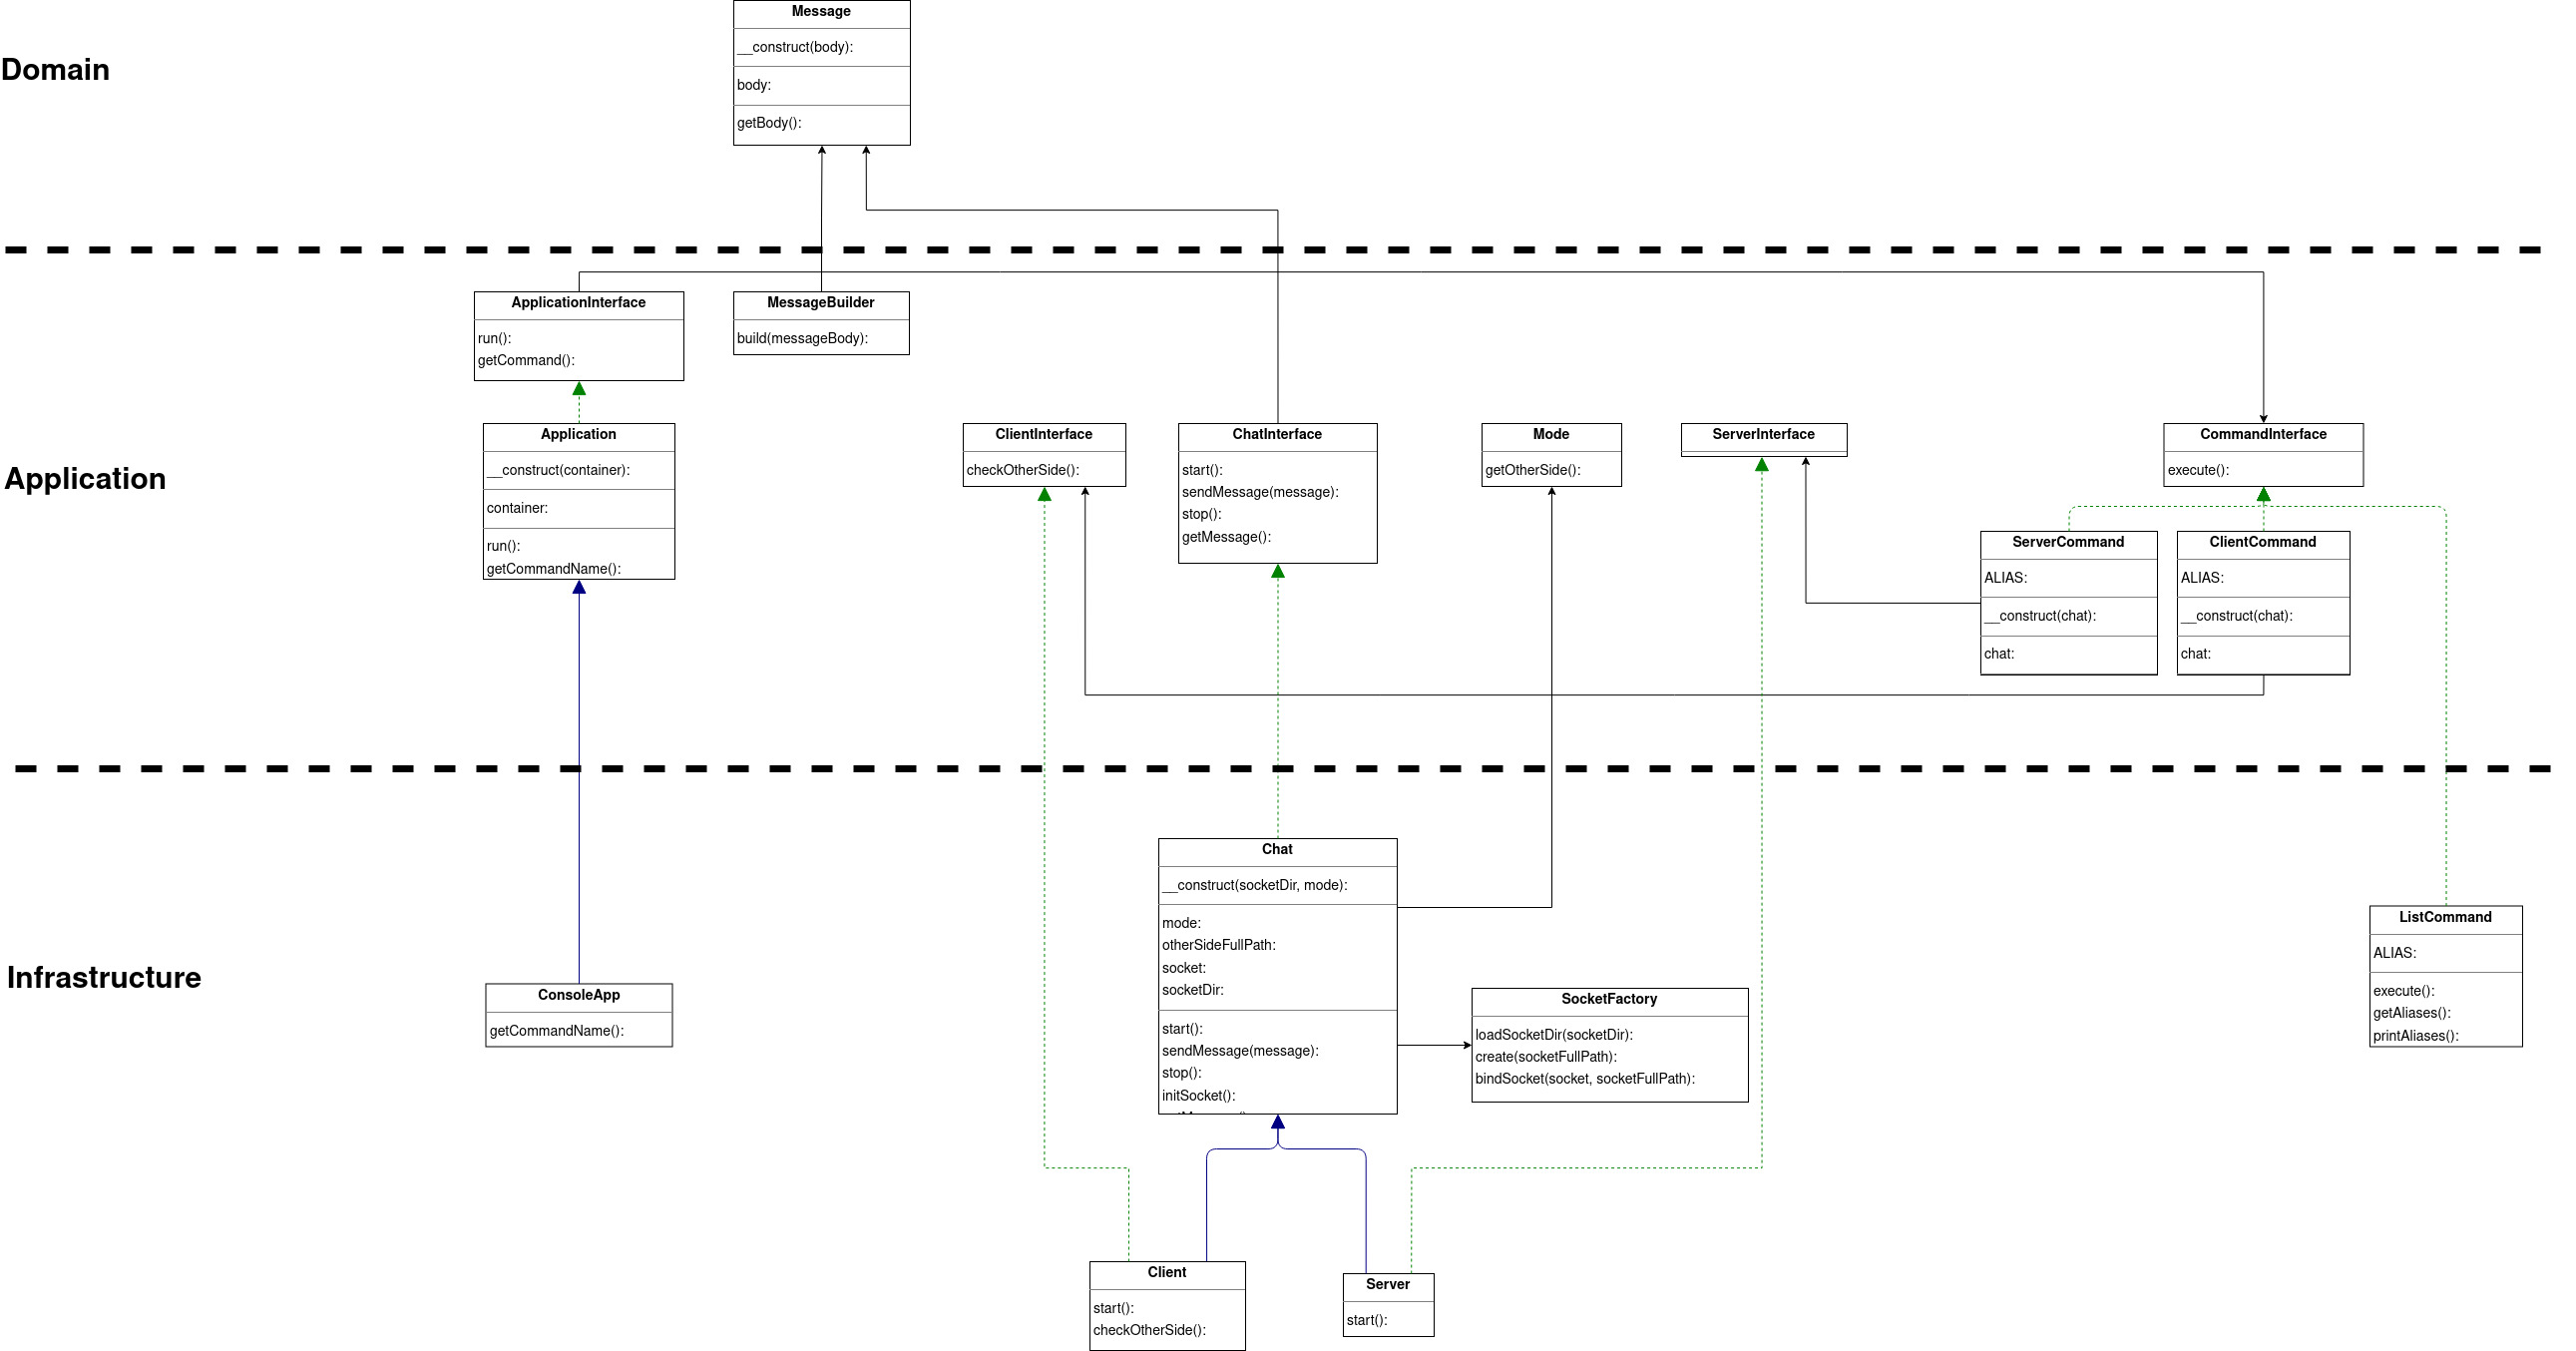 Domain
Message
__construct(body):
body:
getBody():
Application
ApplicationInterface
run():
getCommand():
MessageBuilder
build(messageBody):
Application
__construct(container):
container:
run():
getCommandName():
ClientInterface
checkOtherSide():
ChatInterface
start():
sendMessage(message):
stop():
getMessage():
Mode
getOtherSide():
ServerInterface
CommandInterface
execute():
ServerCommand
ALIAS:
__construct(chat):
chat:
ClientCommand
ALIAS:
__construct(chat):
chat:
Infrastructure
ConsoleApp
getCommandName():
Chat
__construct(socketDir, mode):
mode:
otherSideFullPath:
socket:
socketDir:
start():
sendMessage(message):
stop():
initSocket():
SocketFactory
loadSocketDir(socketDir):
create(socketFullPath):
bindSocket(socket, socketFullPath):
ListCommand
ALIAS:
execute():
getAliases():
printAliases():
Client
start():
checkOtherSide():
Server
start():